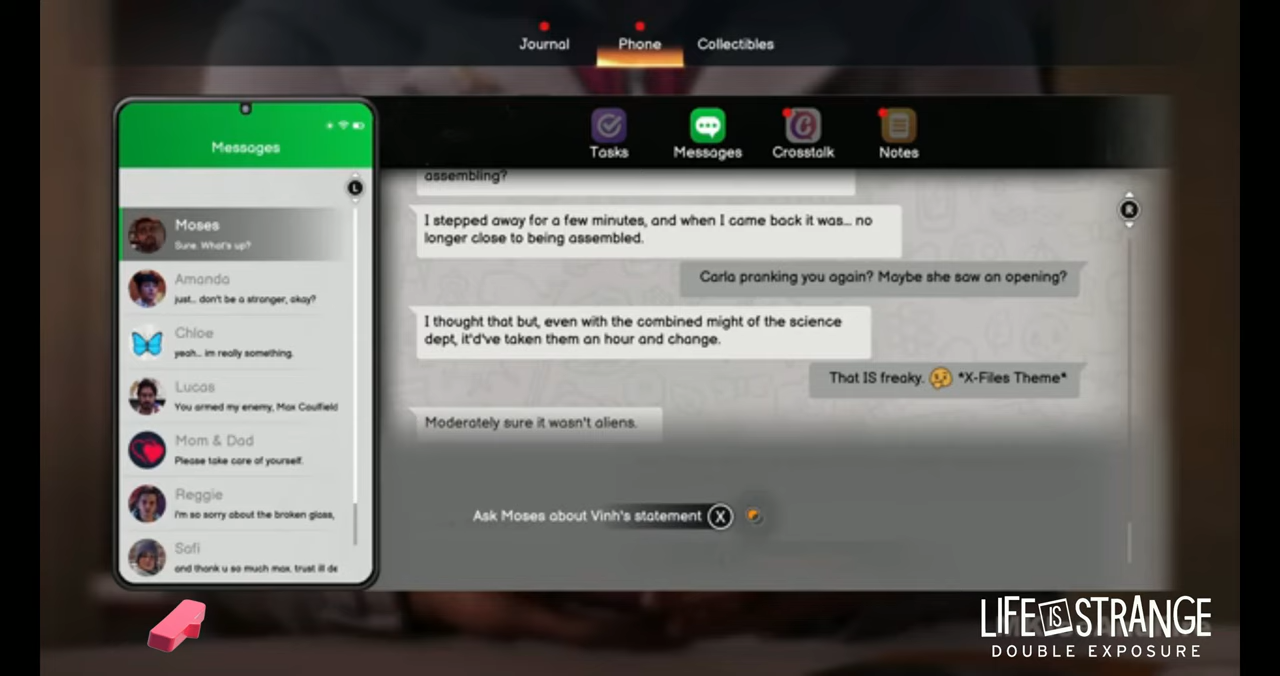 Journal
Phone
Collectibles
Messages
Tasks
Messages
Crosstalk
Notes
L
Moses
Sure. What's up?
Amanda
just... don't be a stranger, okay?
Chloe
yeah... im really something.
Lucas
You armed my enemy, Max Caulfield
Mom & Dad
Please take care of yourself.
Reggie
i'm so sorry about the broken glass,
Safi
and thank u so much max. trust ill de
assembling?
I stepped away for a few minutes, and when I came back it was... no
longer close to being assembled.
Carla pranking you again? Maybe she saw an opening?
I thought that but, even with the combined might of the science
dept, it'd've taken them an hour and change.
That IS freaky. 🤔 *X-Files Theme*
Moderately sure it wasn't aliens.
R
Ask Moses about Vinh's statement X
LIFE IS STRANGE
DOUBLE EXPOSURE